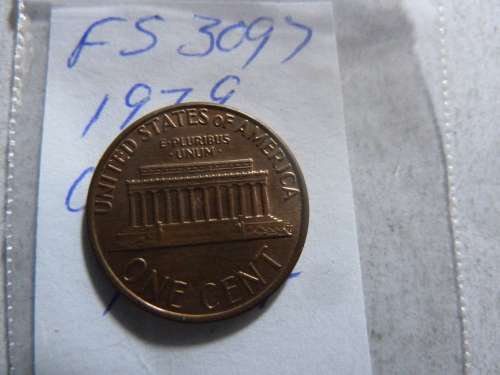 FS 3097
1979
UNITED STATES OF AMERICA
E·PLURIBUS
·UNUM·
ONE CENT